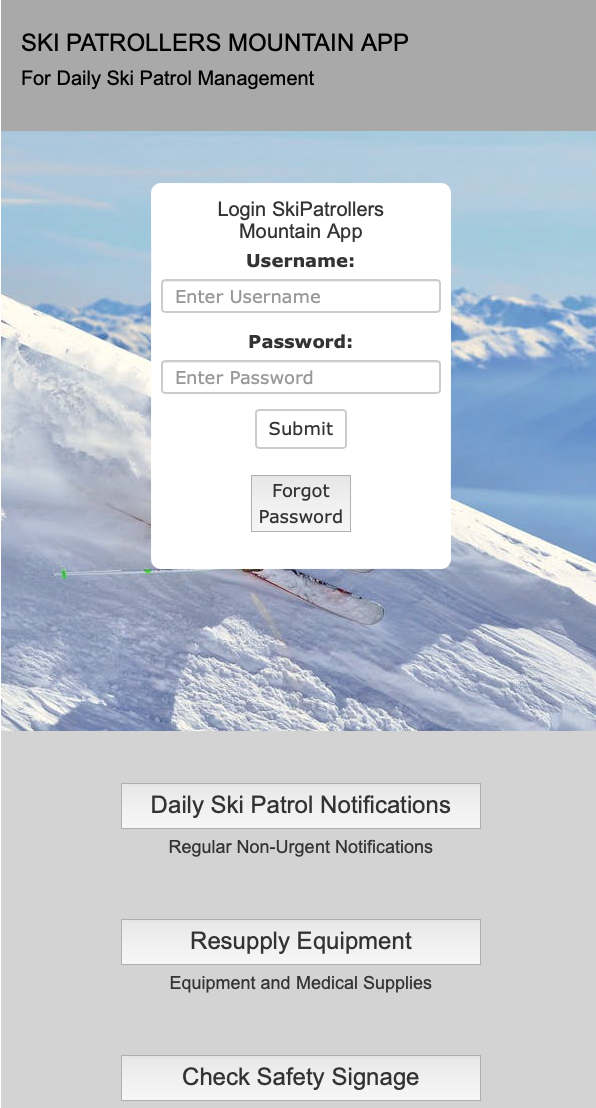 SKI PATROLLERS MOUNTAIN APP
For Daily Ski Patrol Management
Login SkiPatrollers
Mountain App
Username:
Enter Username
Password:
Enter Password
Submit
Forgot
Password
Daily Ski Patrol Notifications
Regular Non-Urgent Notifications
Resupply Equipment
Equipment and Medical Supplies
Check Safety Signage